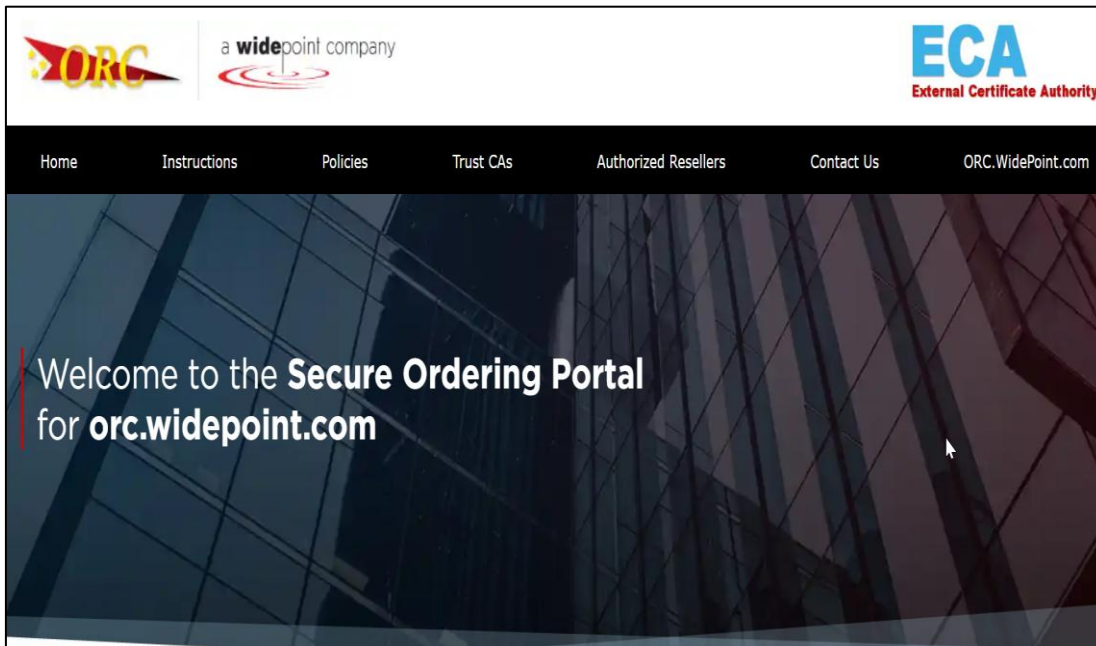 ORC
a widepoint company
ECA
External Certificate Authority
Home Instructions Policies Trust CAs Authorized Resellers Contact Us ORC.WidePoint.com
Welcome to the Secure Ordering Portal
for orc.widepoint.com